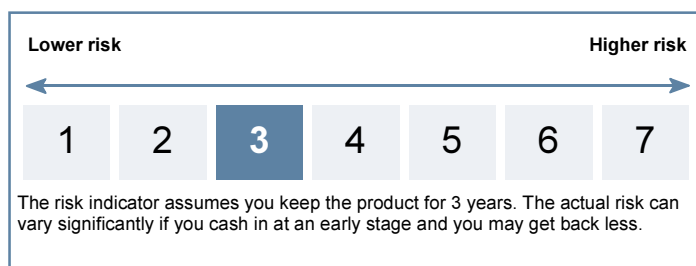 Lower risk Higher risk
1 2 3 4 5 6 7
The risk indicator assumes you keep the product for 3 years. The actual risk can
vary significantly if you cash in at an early stage and you may get back less.